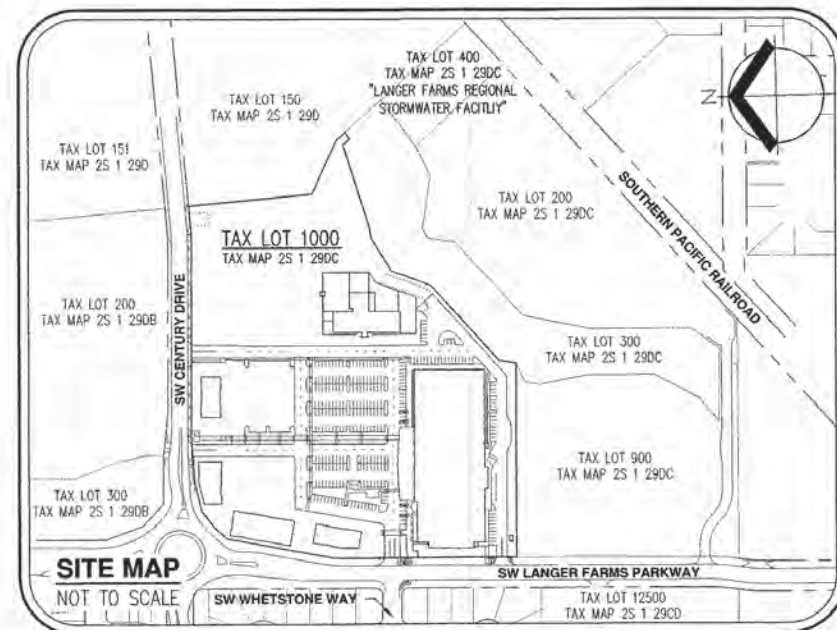 TAX LOT 400
TAX MAP 2S 1 29DC
"LANGER FARMS REGIONAL
STORMWATER FACITLIY"
TAX LOT 150
TAX MAP 2S 1 29D
TAX LOT 151
TAX MAP 2S 1 29D
N
TAX LOT 200
TAX MAP 2S 1 29DC
SOUTHERN PACIFIC RAILROAD
TAX LOT 1000
TAX MAP 2S 1 29DC
TAX LOT 200
TAX MAP 2S 1 29DB
SW CENTURY DRIVE
TAX LOT 300
TAX MAP 2S 1 29DC
TAX LOT 900
TAX MAP 2S 1 29DC
TAX LOT 300
TAX MAP 2S 1 29DB
SITE MAP
NOT TO SCALE
SW LANGER FARMS PARKWAY
SW WHETSTONE WAY
TAX LOT 12500
TAX MAP 2S 1 29CD